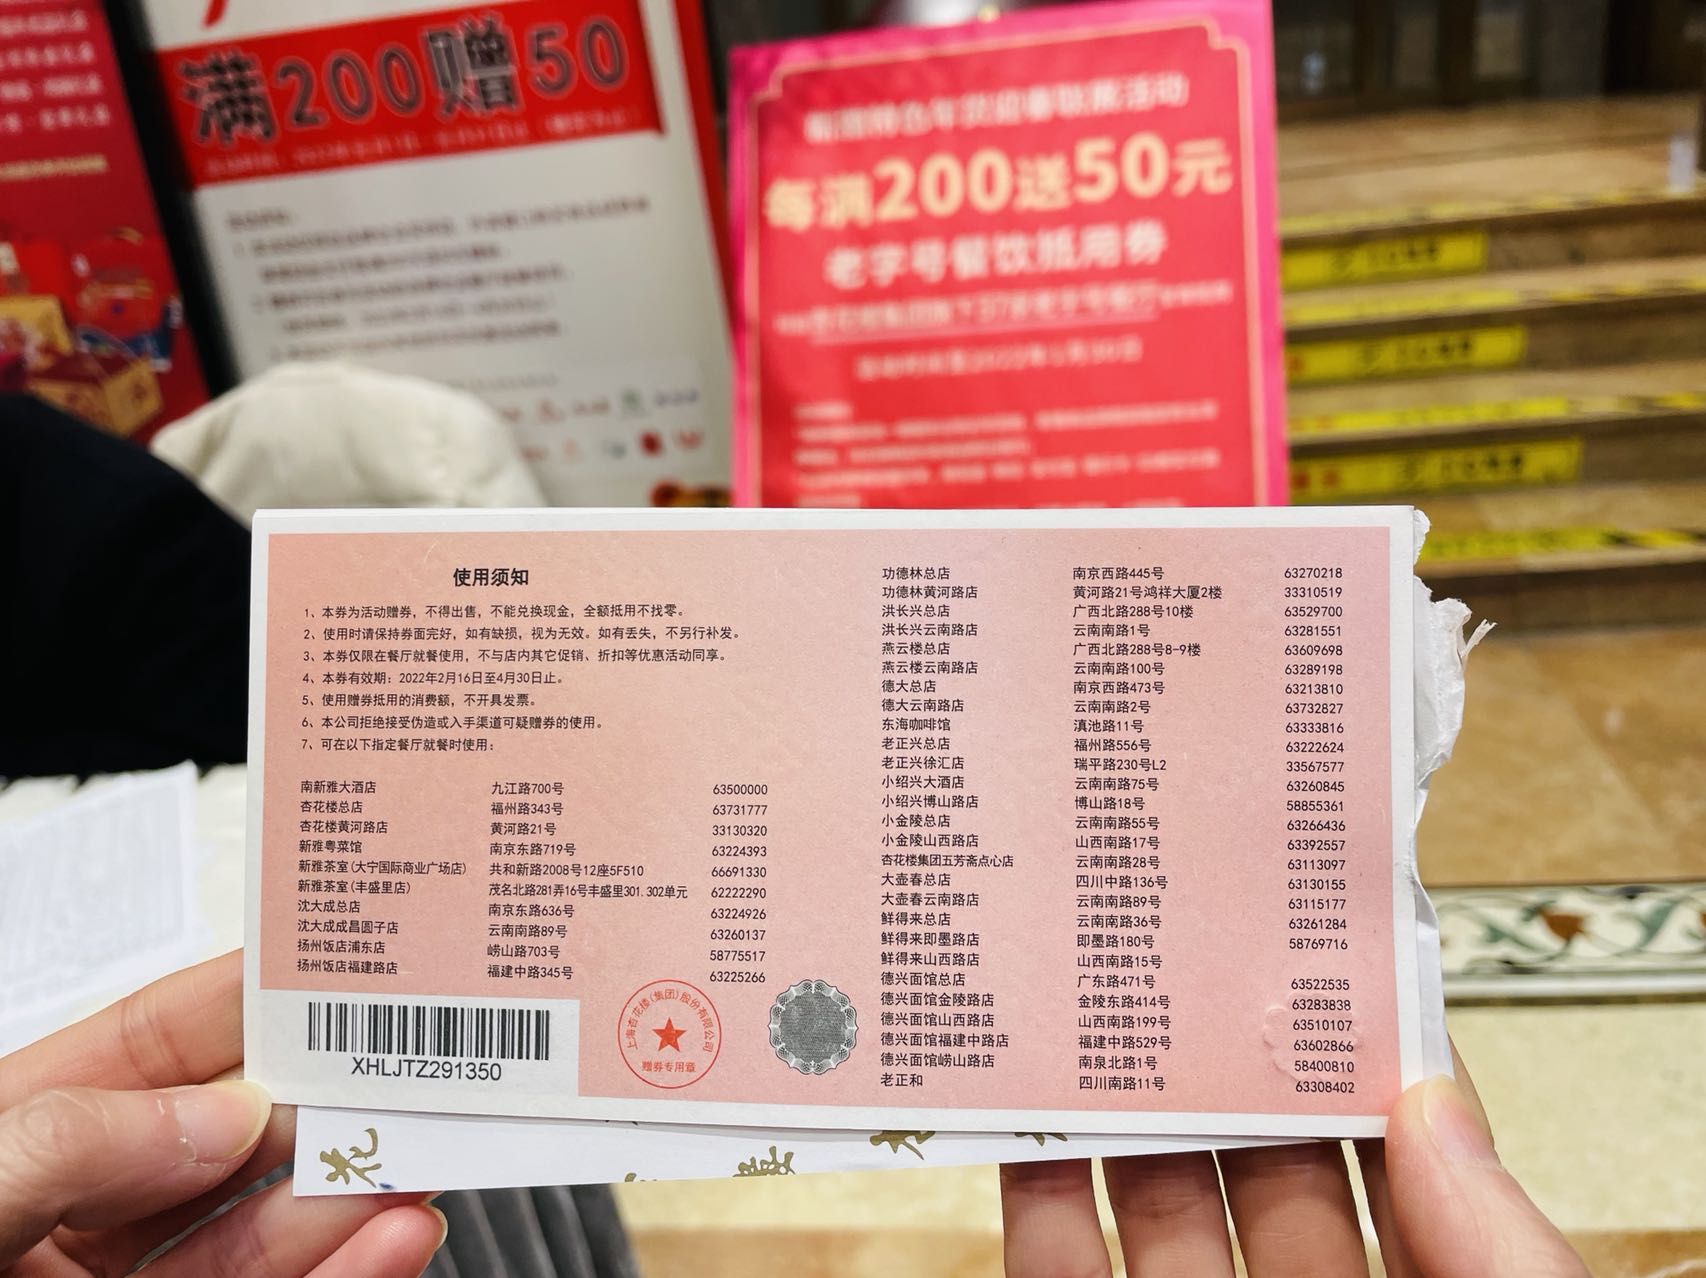 满200赠50
每满200送50元
老字号餐饮抵用券
使用须知
1、本券为活动赠券，不得出售，不能兑换现金，全额抵用不找零。
2、使用时请保持券面完好，如有缺损，视为无效。如有丢失，不另行补发。
3、本券仅限在餐厅就餐使用，不与店内其它促销、折扣等优惠活动同享。
4、本券有效期：2022年2月16日至4月30日止。
5、使用赠券抵用的消费额，不开具发票。
6、本公司拒绝接受伪造或入手渠道可疑赠券的使用。
7、可在以下指定餐厅就餐时使用：
南新雅大酒店 九江路700号 63500000
杏花楼总店 福州路343号 63731777
杏花楼黄河路店 黄河路21号 33130320
新雅粤菜馆 南京东路719号 63224393
新雅茶室(大宁国际商业广场店) 共和新路2008号12座5F510 66691330
新雅茶室(丰盛里店) 茂名北路281弄16号丰盛里301.302单元 62222290
沈大成总店 南京东路636号 63224926
沈大成成昌圆子店 云南南路89号 63260137
扬州饭店浦东店 崂山路703号 58775517
扬州饭店福建路店 福建中路345号 63225266
XHLJTZ291350
上海杏花楼(集团)股份有限公司
赠券专用章
功德林总店 南京西路445号 63270218
功德林黄河路店 黄河路21号鸿祥大厦2楼 33310519
洪长兴总店 广西北路288号10楼 63529700
洪长兴云南路店 云南南路1号 63281551
燕云楼总店 广西北路288号8-9楼 63609698
燕云楼云南路店 云南南路100号 63289198
德大总店 南京西路473号 63213810
德大云南路店 云南南路2号 63732827
东海咖啡馆 滇池路11号 63333816
老正兴总店 福州路556号 63222624
老正兴徐汇店 瑞平路230号L2 33567577
小绍兴大酒店 云南南路75号 63260845
小绍兴博山路店 博山路18号 58855361
小金陵总店 云南南路55号 63266436
小金陵山西路店 山西南路17号 63392557
杏花楼集团五芳斋点心店 云南南路28号 63113097
大壶春总店 四川中路136号 63130155
大壶春云南路店 云南南路89号 63115177
鲜得来总店 云南南路36号 63261284
鲜得来即墨路店 即墨路180号 58769716
鲜得来山西路店 山西南路15号
德兴面馆总店 广东路471号 63522535
德兴面馆金陵路店 金陵东路414号 63283838
德兴面馆山西路店 山西南路199号 63510107
德兴面馆福建中路店 福建中路529号 63602866
德兴面馆崂山路店 南泉北路1号 58400810
老正和 四川南路11号 63308402